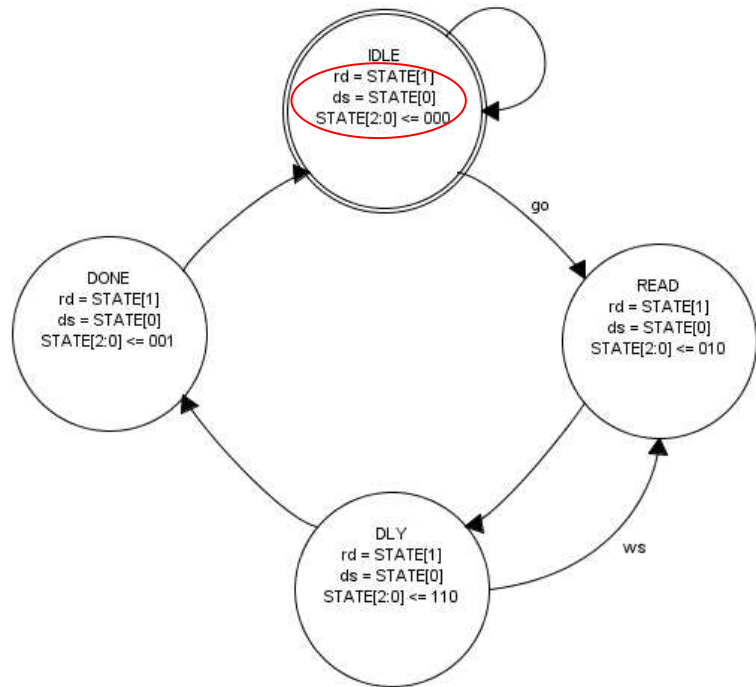 IDLE
rd = STATE[1]
ds = STATE[0]
STATE[2:0] <= 000
go
DONE
rd = STATE[1]
ds = STATE[0]
STATE[2:0] <= 001
READ
rd = STATE[1]
ds = STATE[0]
STATE[2:0] <= 010
DLY
rd = STATE[1]
ds = STATE[0]
STATE[2:0] <= 110
ws